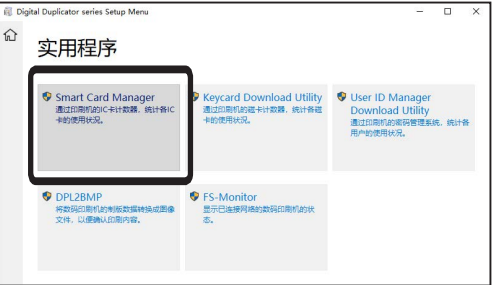 Digital Duplicator series Setup Menu
实用程序
Smart Card Manager
通过印刷机的IC卡计数器，统计各IC
卡的使用状况。
Keycard Download Utility
通过印刷机的磁卡计数器，统计各磁
卡的使用状况。
User ID Manager
Download Utility
通过印刷机的密码管理系统，统计各
用户的使用状况。
DPL2BMP
将数码印刷机的制版数据转换成图像
文件，以便确认印刷内容。
FS-Monitor
显示已连接网络的数码印刷机的状
态。